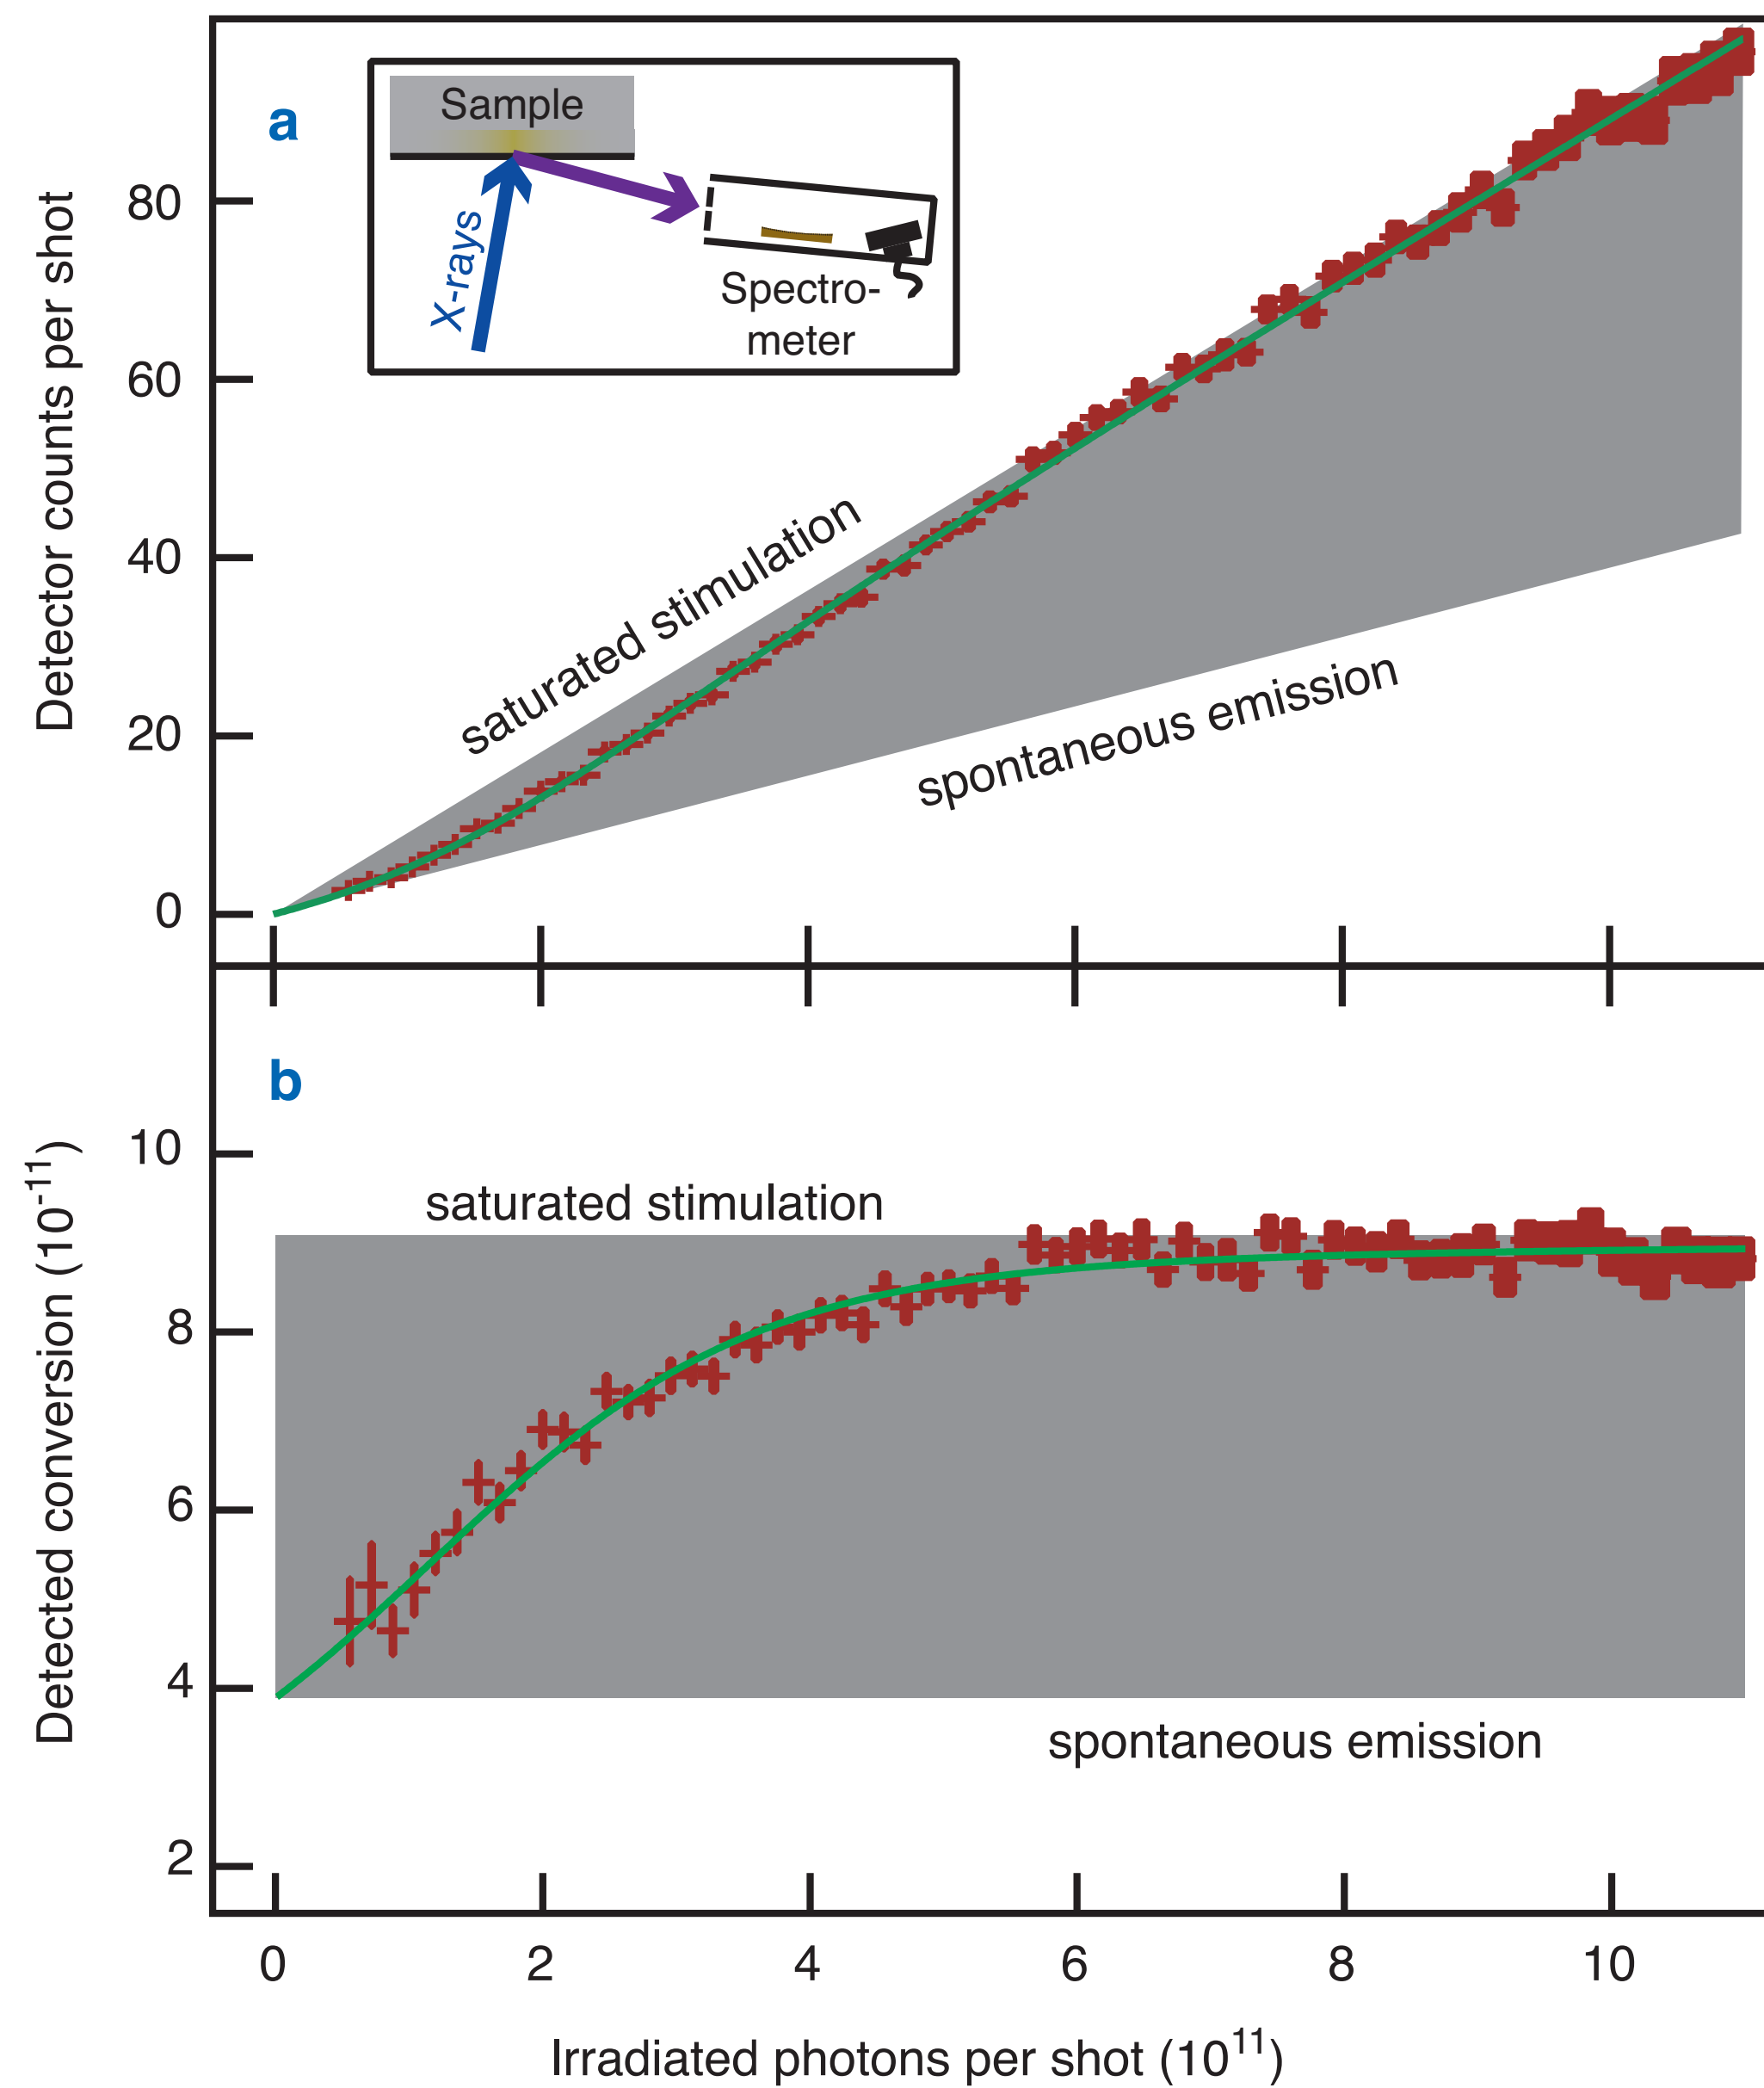 a
Sample
X-rays
Spectro-
meter
Detector counts per shot
80
60
40
20
0
saturated stimulation
spontaneous emission
b
Detected conversion (10⁻¹¹)
10
8
6
4
2
saturated stimulation
spontaneous emission
0 2 4 6 8 10
Irradiated photons per shot (10¹¹)